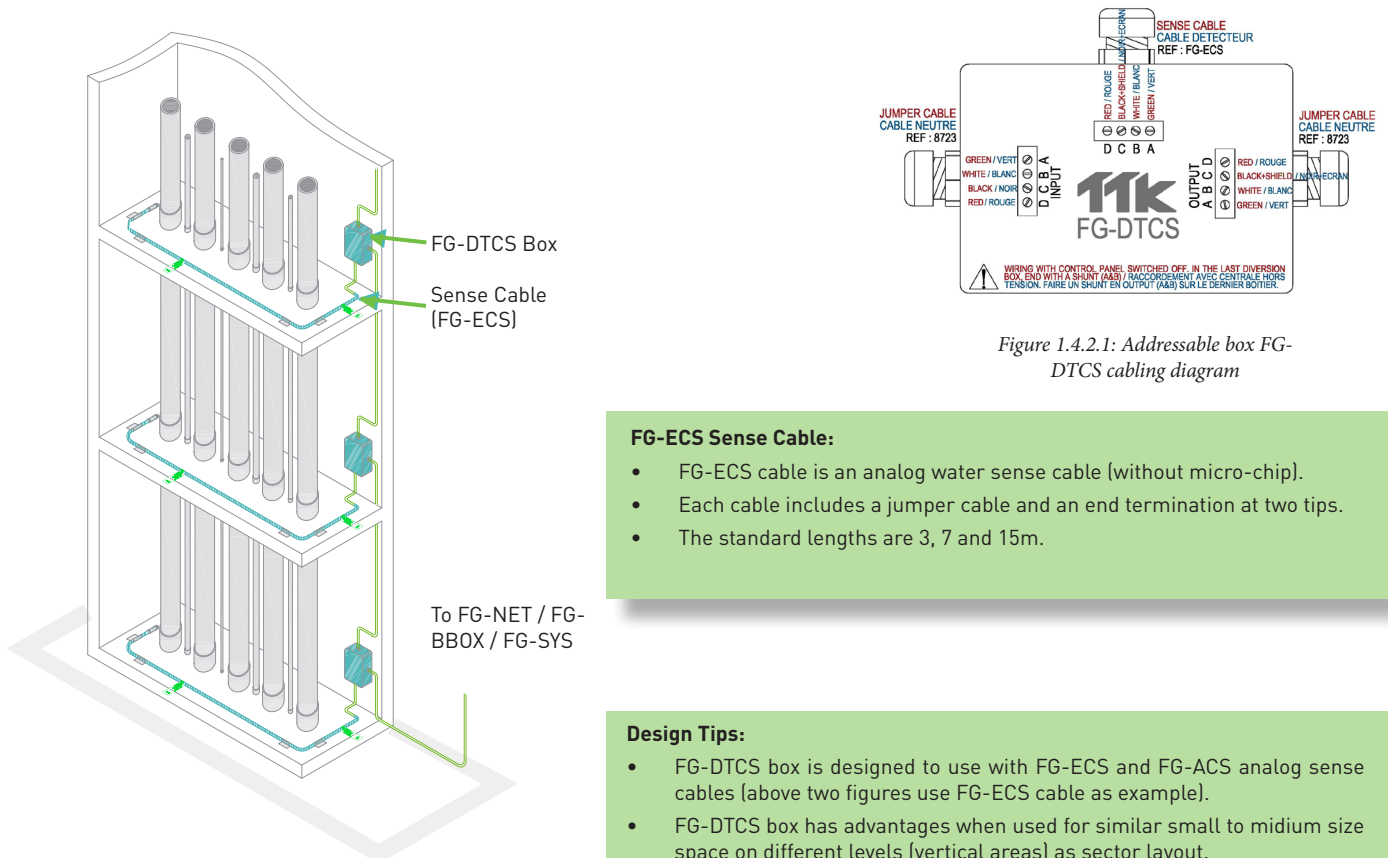 FG-DTCS Box
Sense Cable
(FG-ECS)
To FG-NET / FG-
BBOX / FG-SYS
SENSE CABLE
CABLE DETECTEUR
REF : FG-ECS
RED / ROUGE
BLACK+SHIELD / NOIR+ECRAN
WHITE / BLANC
GREEN / VERT
D C B A
JUMPER CABLE
CABLE NEUTRE
REF : 8723
GREEN / VERT
WHITE / BLANC
BLACK / NOIR
RED / ROUGE
D C B A
INPUT
TTK
FG-DTCS
OUTPUT
A B C D
RED / ROUGE
BLACK+SHIELD / NOIR+ECRAN
WHITE / BLANC
GREEN / VERT
JUMPER CABLE
CABLE NEUTRE
REF : 8723
WIRING WITH CONTROL PANEL SWITCHED OFF. IN THE LAST DIVERSION
BOX, END WITH A SHUNT (A&B) / RACCORDEMENT AVEC CENTRALE HORS
TENSION. FAIRE UN SHUNT EN OUTPUT (A&B) SUR LE DERNIER BOITIER.
Figure 1.4.2.1: Addressable box FG-
DTCS cabling diagram
FG-ECS Sense Cable:
• FG-ECS cable is an analog water sense cable (without micro-chip).
• Each cable includes a jumper cable and an end termination at two tips.
• The standard lengths are 3, 7 and 15m.
Design Tips:
• FG-DTCS box is designed to use with FG-ECS and FG-ACS analog sense
cables (above two figures use FG-ECS cable as example).
• FG-DTCS box has advantages when used for similar small to midium size
space on different levels (vertical areas) as sector layout.